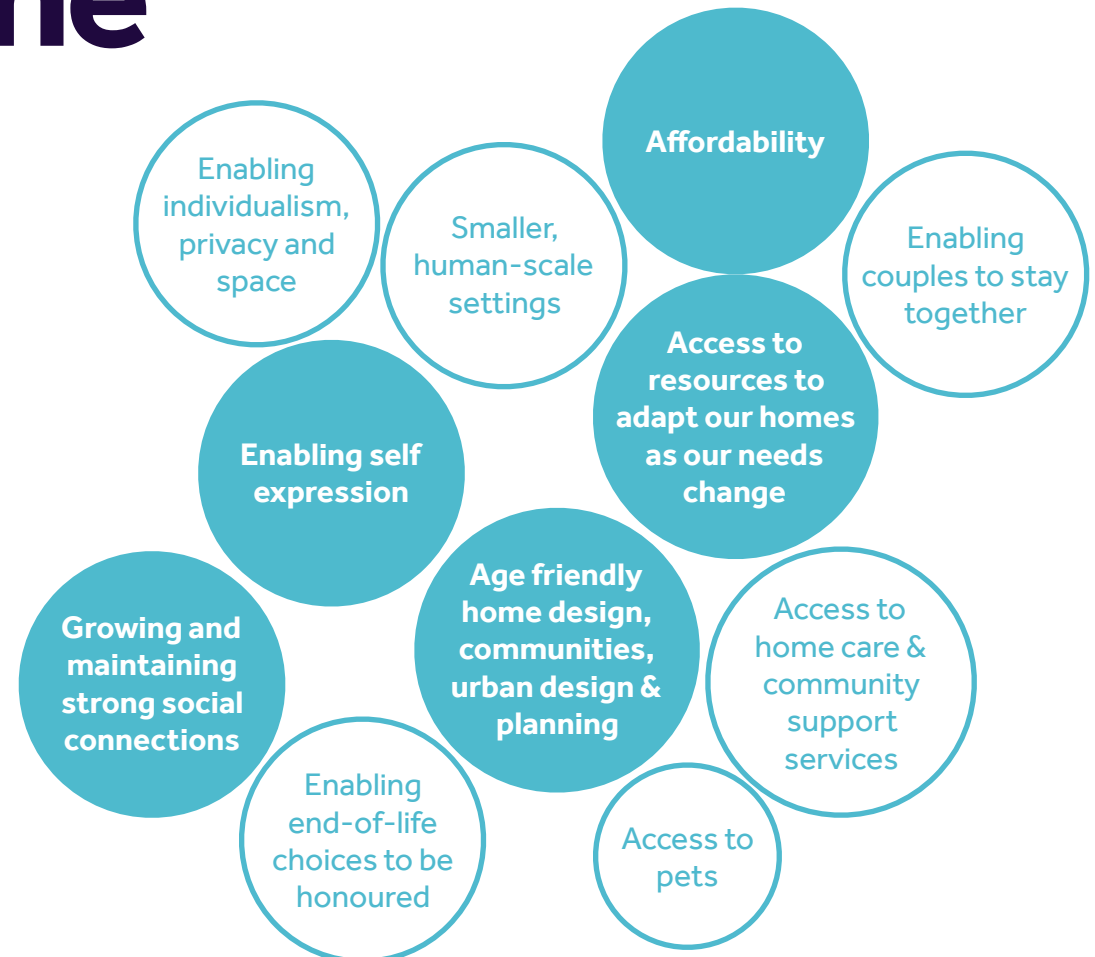 Affordability
Enabling
individualism,
privacy and
space
Smaller,
human-scale
settings
Enabling
couples to stay
together
Access to
resources to
adapt our homes
as our needs
change
Enabling self
expression
Age friendly
home design,
communities,
urban design &
planning
Growing and
maintaining
strong social
connections
Access to
home care &
community
support
services
Enabling
end-of-life
choices to be
honoured
Access to
pets